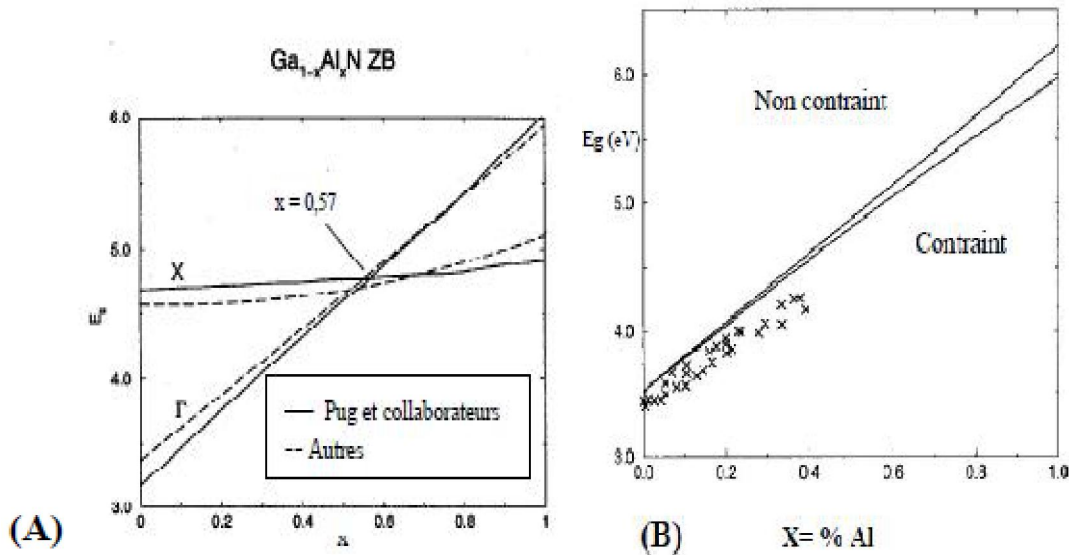 Ga1-xAlxN ZB
6.0
5.0
4.0
3.0
Eg
X
Γ
x = 0,57
Pug et collaborateurs
Autres
0
0.2
0.4
0.6
0.8
1
x
(A)
6.0
Eg (eV)
5.0
4.0
3.0
Non contraint
Contraint
0.0
0.2
0.4
0.6
0.8
1.0
(B)
X= % Al